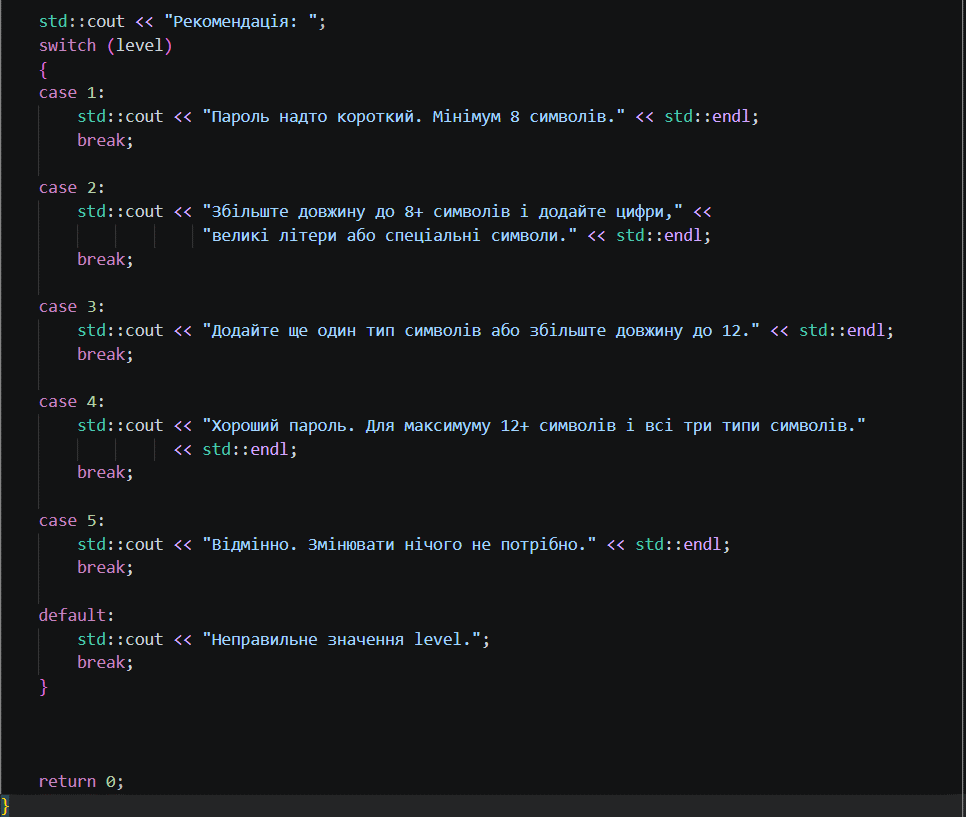 std::cout << "Рекомендація: ";
switch (level)
{
case 1:
std::cout << "Пароль надто короткий. Мінімум 8 символів." << std::endl;
break;
case 2:
std::cout << "Збільште довжину до 8+ символів і додайте цифри," <<
"великі літери або спеціальні символи." << std::endl;
break;
case 3:
std::cout << "Додайте ще один тип символів або збільште довжину до 12." << std::endl;
break;
case 4:
std::cout << "Хороший пароль. Для максимуму 12+ символів і всі три типи символів."
<< std::endl;
break;
case 5:
std::cout << "Відмінно. Змінювати нічого не потрібно." << std::endl;
break;
default:
std::cout << "Неправильне значення level.";
break;
}
return 0;
}